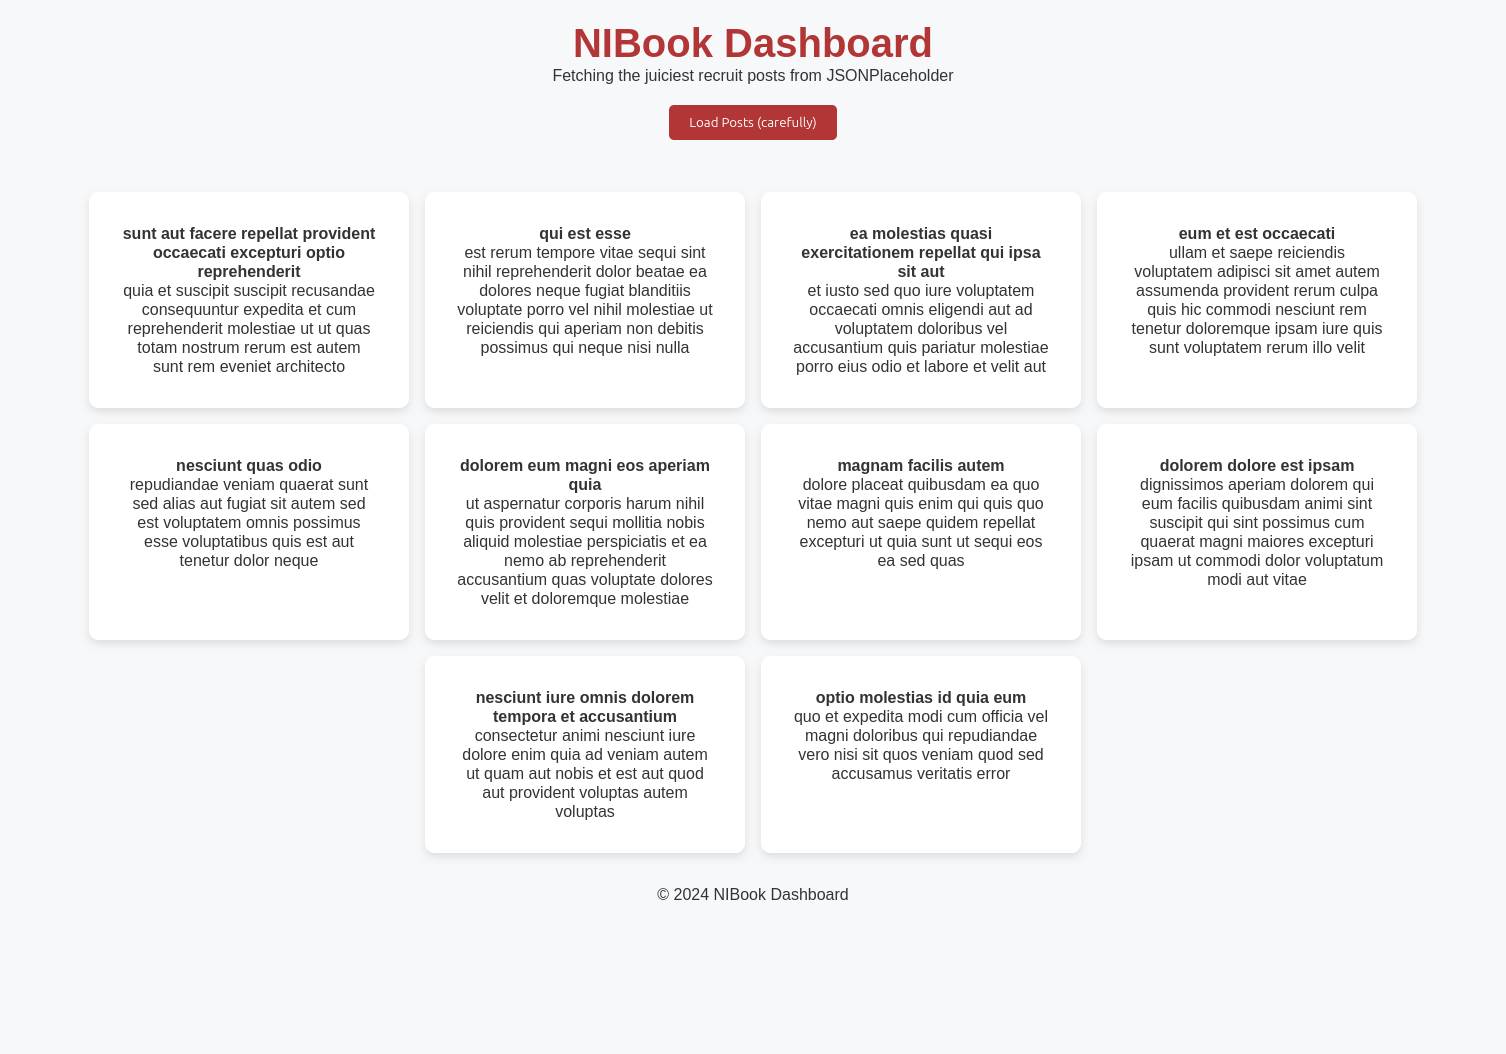 NIBook Dashboard
Fetching the juiciest recruit posts from JSONPlaceholder
Load Posts (carefully)
sunt aut facere repellat provident
occaecati excepturi optio
reprehenderit
quia et suscipit suscipit recusandae
consequuntur expedita et cum
reprehenderit molestiae ut ut quas
totam nostrum rerum est autem
sunt rem eveniet architecto
qui est esse
est rerum tempore vitae sequi sint
nihil reprehenderit dolor beatae ea
dolores neque fugiat blanditiis
voluptate porro vel nihil molestiae ut
reiciendis qui aperiam non debitis
possimus qui neque nisi nulla
ea molestias quasi
exercitationem repellat qui ipsa
sit aut
et iusto sed quo iure voluptatem
occaecati omnis eligendi aut ad
voluptatem doloribus vel
accusantium quis pariatur molestiae
porro eius odio et labore et velit aut
eum et est occaecati
ullam et saepe reiciendis
voluptatem adipisci sit amet autem
assumenda provident rerum culpa
quis hic commodi nesciunt rem
tenetur doloremque ipsam iure quis
sunt voluptatem rerum illo velit
nesciunt quas odio
repudiandae veniam quaerat sunt
sed alias aut fugiat sit autem sed
est voluptatem omnis possimus
esse voluptatibus quis est aut
tenetur dolor neque
dolorem eum magni eos aperiam
quia
ut aspernatur corporis harum nihil
quis provident sequi mollitia nobis
aliquid molestiae perspiciatis et ea
nemo ab reprehenderit
accusantium quas voluptate dolores
velit et doloremque molestiae
magnam facilis autem
dolore placeat quibusdam ea quo
vitae magni quis enim qui quis quo
nemo aut saepe quidem repellat
excepturi ut quia sunt ut sequi eos
ea sed quas
dolorem dolore est ipsam
dignissimos aperiam dolorem qui
eum facilis quibusdam animi sint
suscipit qui sint possimus cum
quaerat magni maiores excepturi
ipsam ut commodi dolor voluptatum
modi aut vitae
nesciunt iure omnis dolorem
tempora et accusantium
consectetur animi nesciunt iure
dolore enim quia ad veniam autem
ut quam aut nobis et est aut quod
aut provident voluptas autem
voluptas
optio molestias id quia eum
quo et expedita modi cum officia vel
magni doloribus qui repudiandae
vero nisi sit quos veniam quod sed
accusamus veritatis error
© 2024 NIBook Dashboard